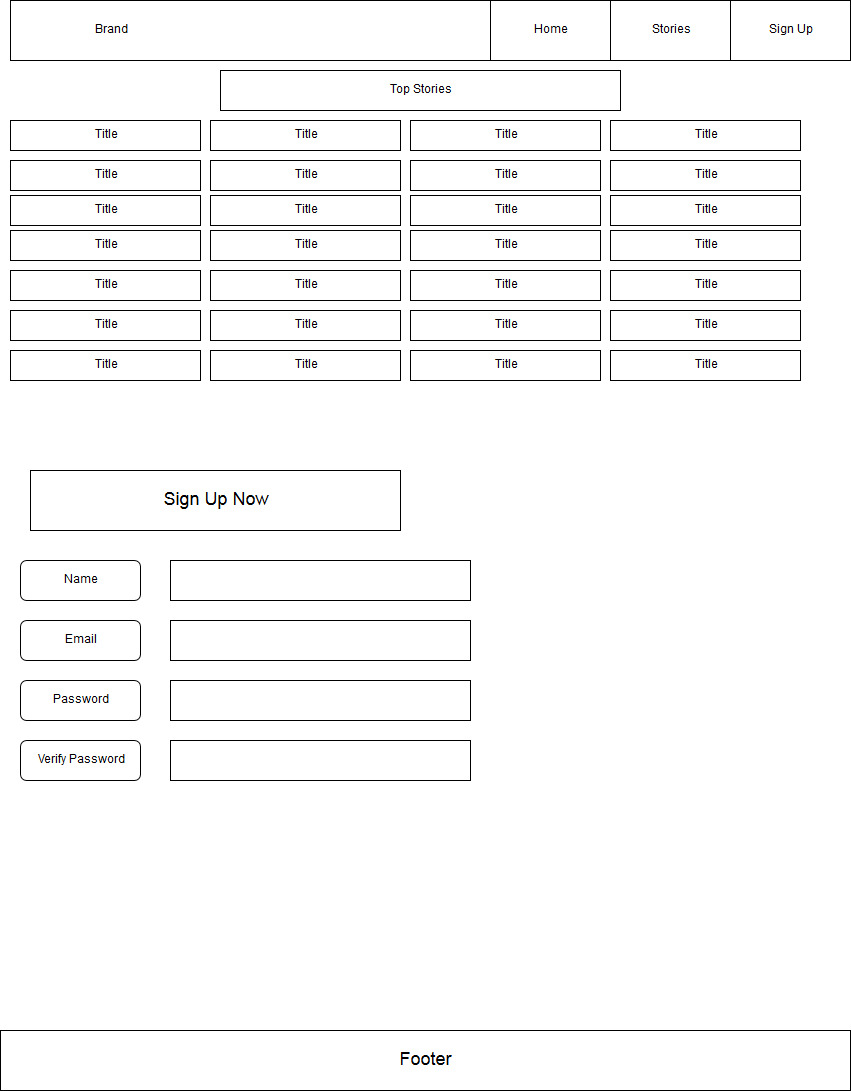 Brand Home Stories Sign Up
Top Stories
Title Title Title Title
Title Title Title Title
Title Title Title Title
Title Title Title Title
Title Title Title Title
Title Title Title Title
Title Title Title Title
Sign Up Now
Name
Email
Password
Verify Password
Footer